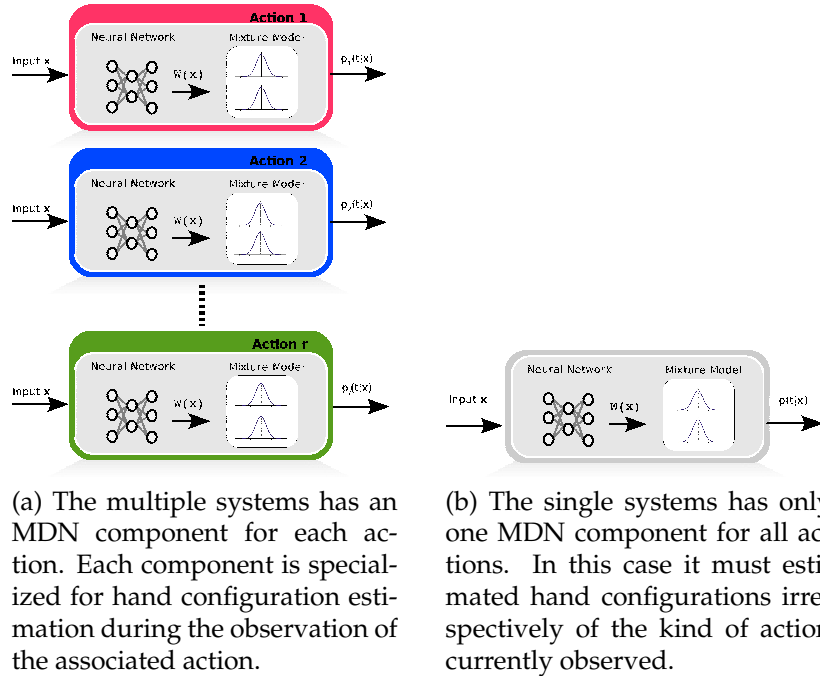 Action 1
Neural Network
Mixture Model
Input x
W(x)
Action 2
Neural Network
Mixture Model
Input x
W(x)
Action r
Neural Network
Mixture Model
Input x
W(x)
(a) The multiple systems has an
MDN component for each ac-
tion. Each component is special-
ized for hand configuration esti-
mation during the observation of
the associated action.
Neural Network
Mixture Model
Input x
W(x)
p(t|x)
(b) The single systems has only
one MDN component for all ac-
tions. In this case it must esti-
mated hand configurations irre-
spectively of the kind of action
currently observed.